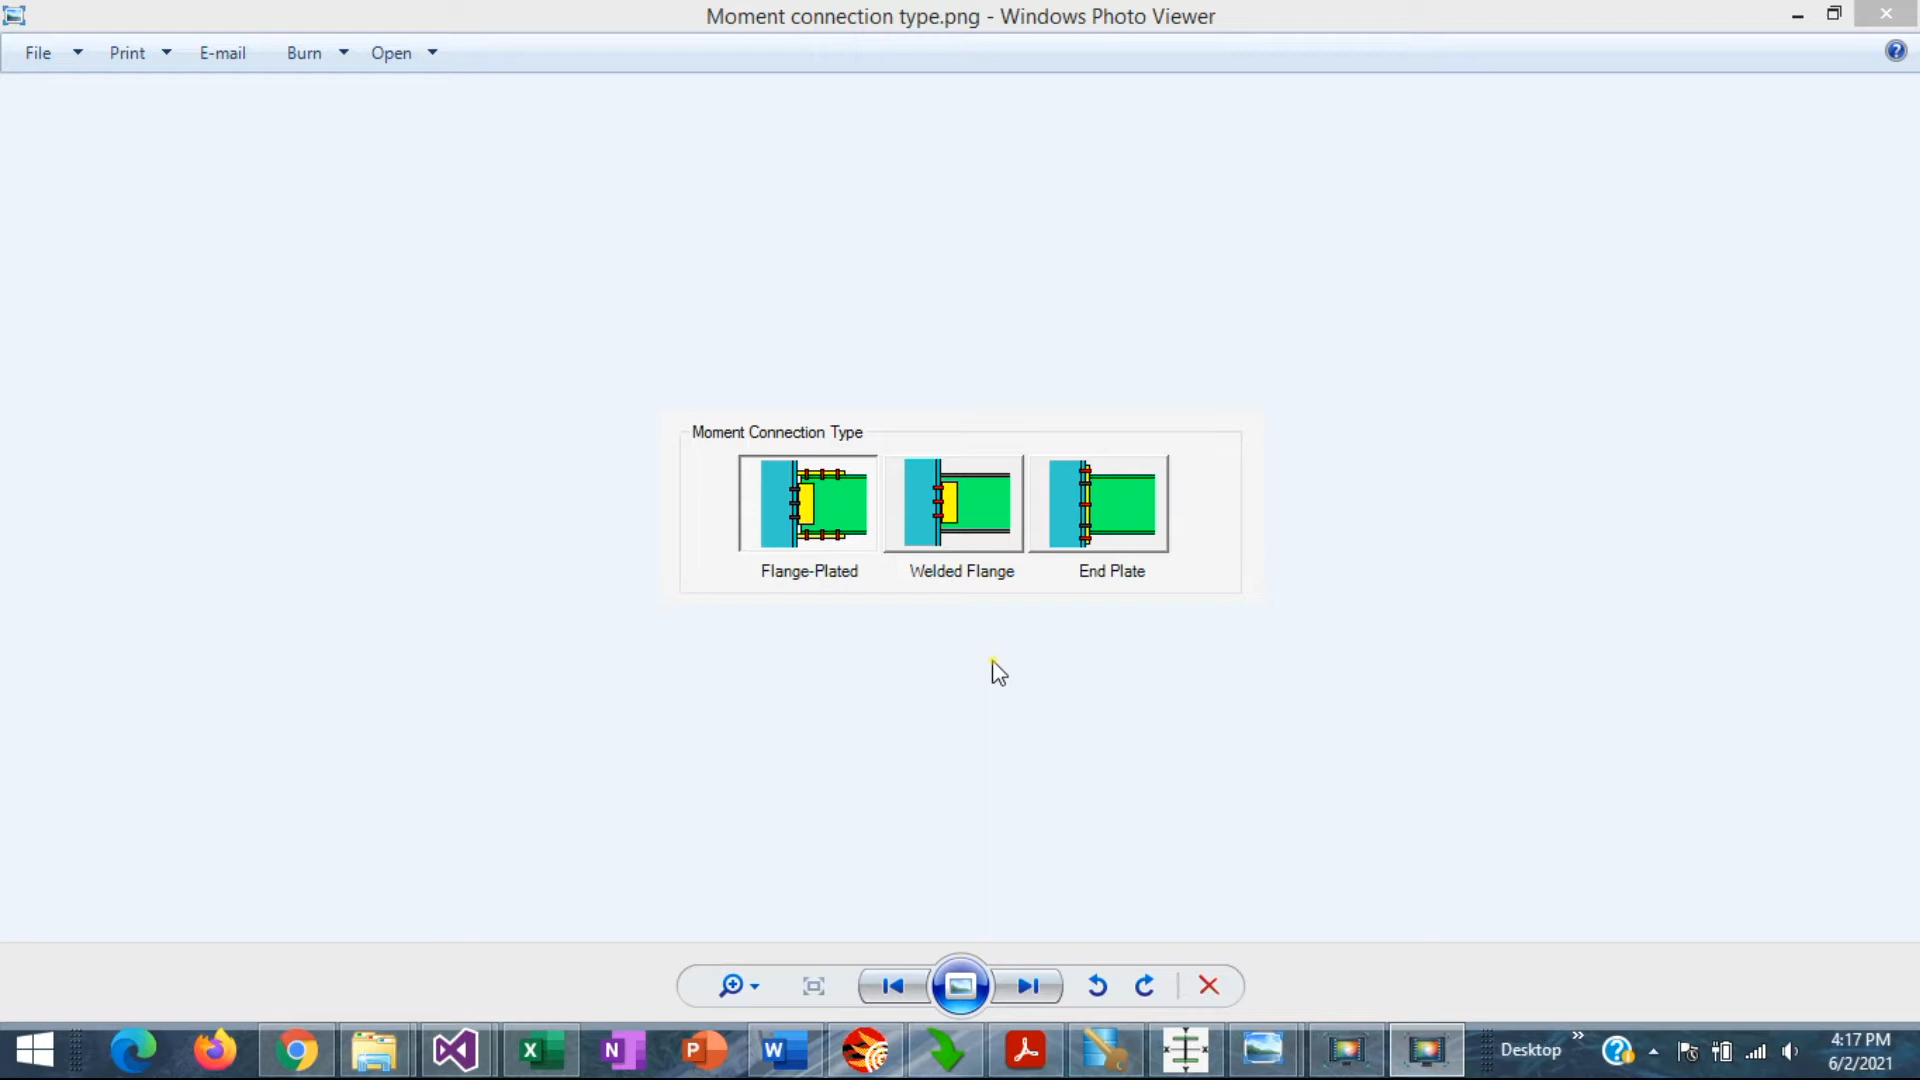 Moment connection type.png - Windows Photo Viewer
File Print E-mail Burn Open
Moment Connection Type
Flange-Plated Welded Flange End Plate
Desktop
4:17 PM
6/2/2021